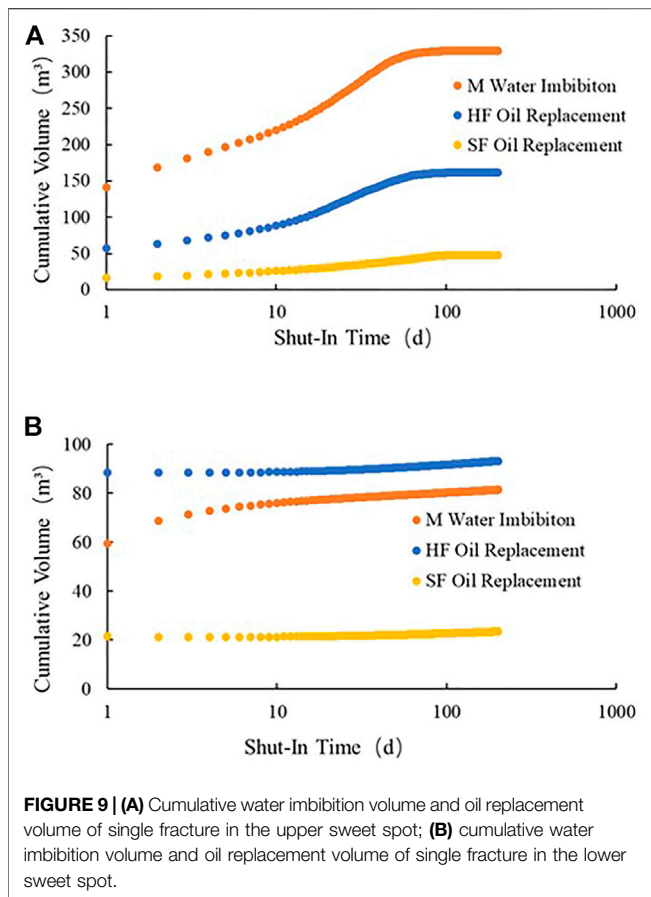 A
350
300
250
200
150
100
50
0
Cumulative Volume (m³)
M Water Imbibiton
HF Oil Replacement
SF Oil Replacement
1 10 100 1000
Shut-In Time (d)
B
100
80
60
40
20
0
Cumulative Volume (m³)
M Water Imbibiton
HF Oil Replacement
SF Oil Replacement
1 10 100 1000
Shut-In Time (d)
FIGURE 9 | (A) Cumulative water imbibition volume and oil replacement
volume of single fracture in the upper sweet spot; (B) cumulative water
imbibition volume and oil replacement volume of single fracture in the lower
sweet spot.